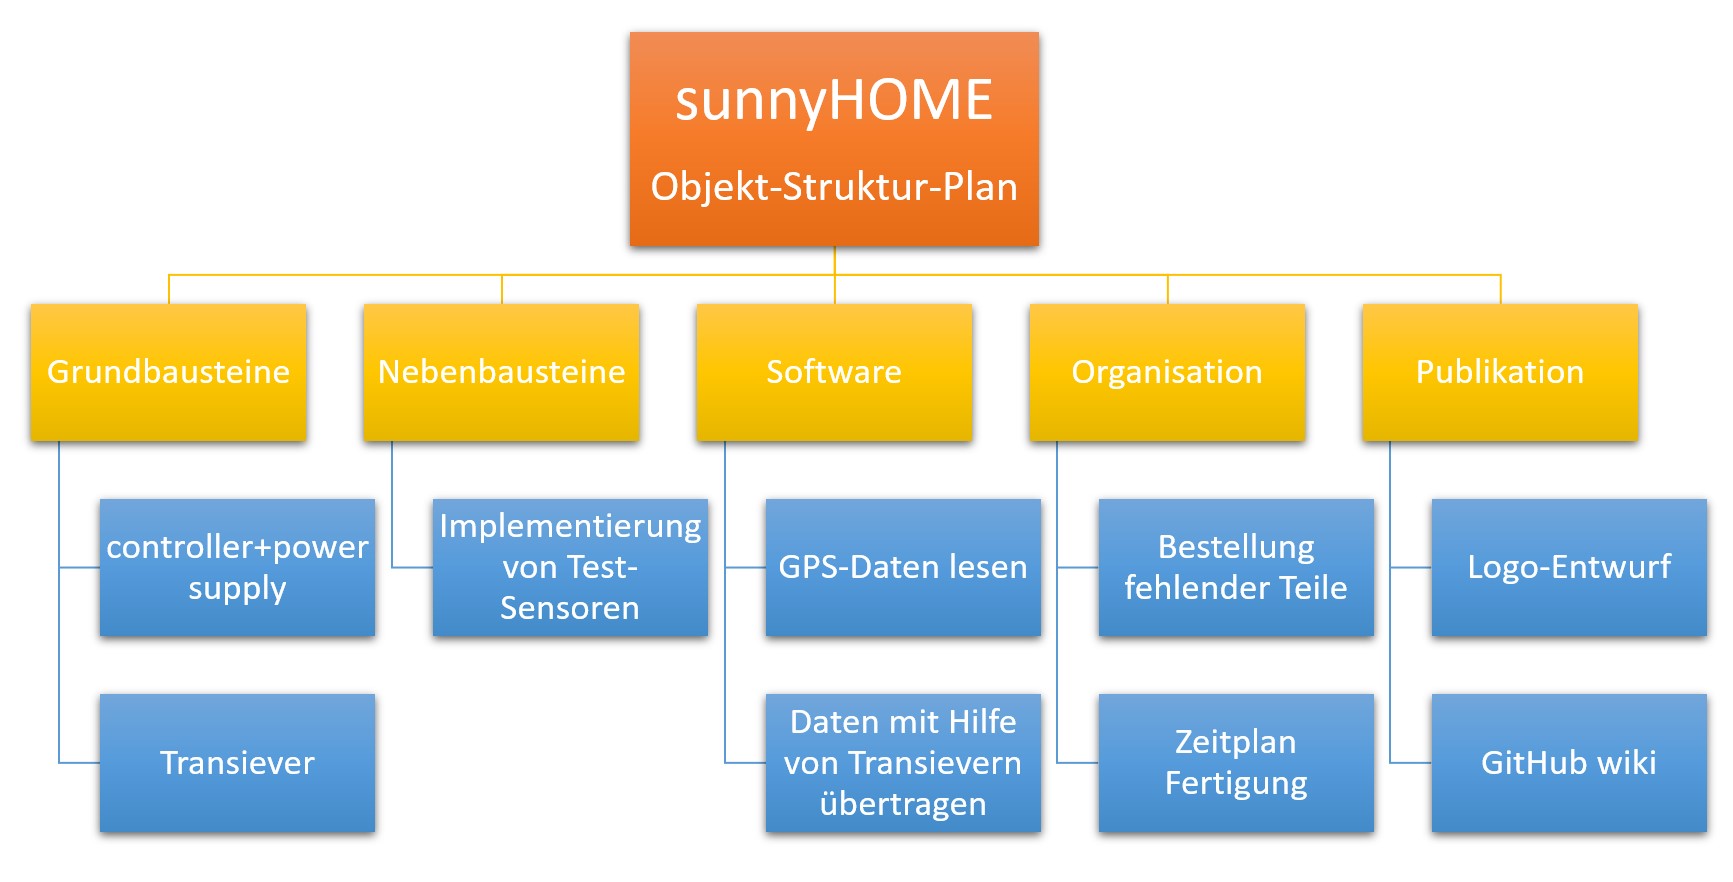 sunnyHOME
Objekt-Struktur-Plan
Grundbausteine
Nebenbausteine
Software
Organisation
Publikation
controller+power
supply
Implementierung
von Test-
Sensoren
GPS-Daten lesen
Bestellung
fehlender Teile
Logo-Entwurf
Transiever
Daten mit Hilfe
von Transievern
übertragen
Zeitplan
Fertigung
GitHub wiki